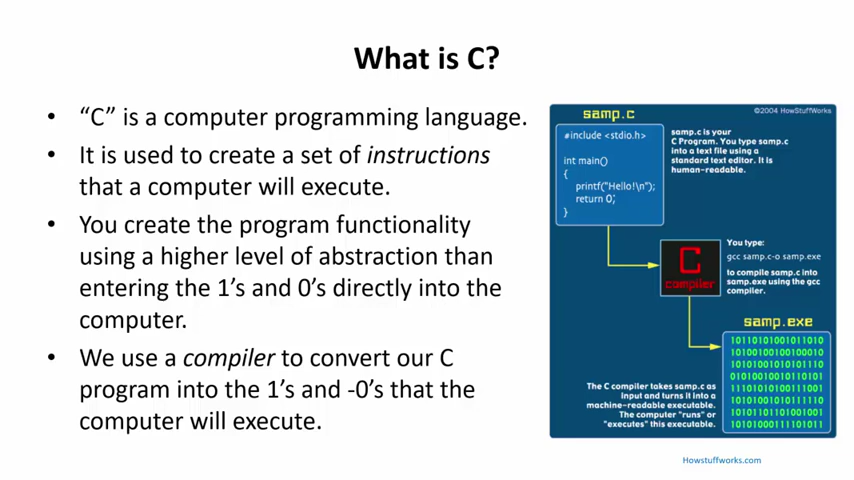 What is C?
• “C” is a computer programming language.
• It is used to create a set of instructions
that a computer will execute.
• You create the program functionality
using a higher level of abstraction than
entering the 1’s and 0’s directly into the
computer.
• We use a compiler to convert our C
program into the 1’s and -0’s that the
computer will execute.
©2004 HowStuffWorks
samp.c
#include <stdio.h>
int main()
{
printf("Hello!\n");
return 0;
}
samp.c is your
C Program. You type samp.c
into a text file using a
standard text editor. It is
human-readable.
C
compiler
You type:
gcc samp.c-o samp.exe
to compile samp.c into
samp.exe using the gcc
compiler.
samp.exe
10110101001011010
10100100100100010
10100101001010110
01010010010110101
11101010100111001
10101001010111110
10101101101001001
10101000111101011
The C compiler takes samp.c as
Input and turns it into a
machine-readable executable.
The computer "runs" or
"executes" this executable.
Howstuffworks.com